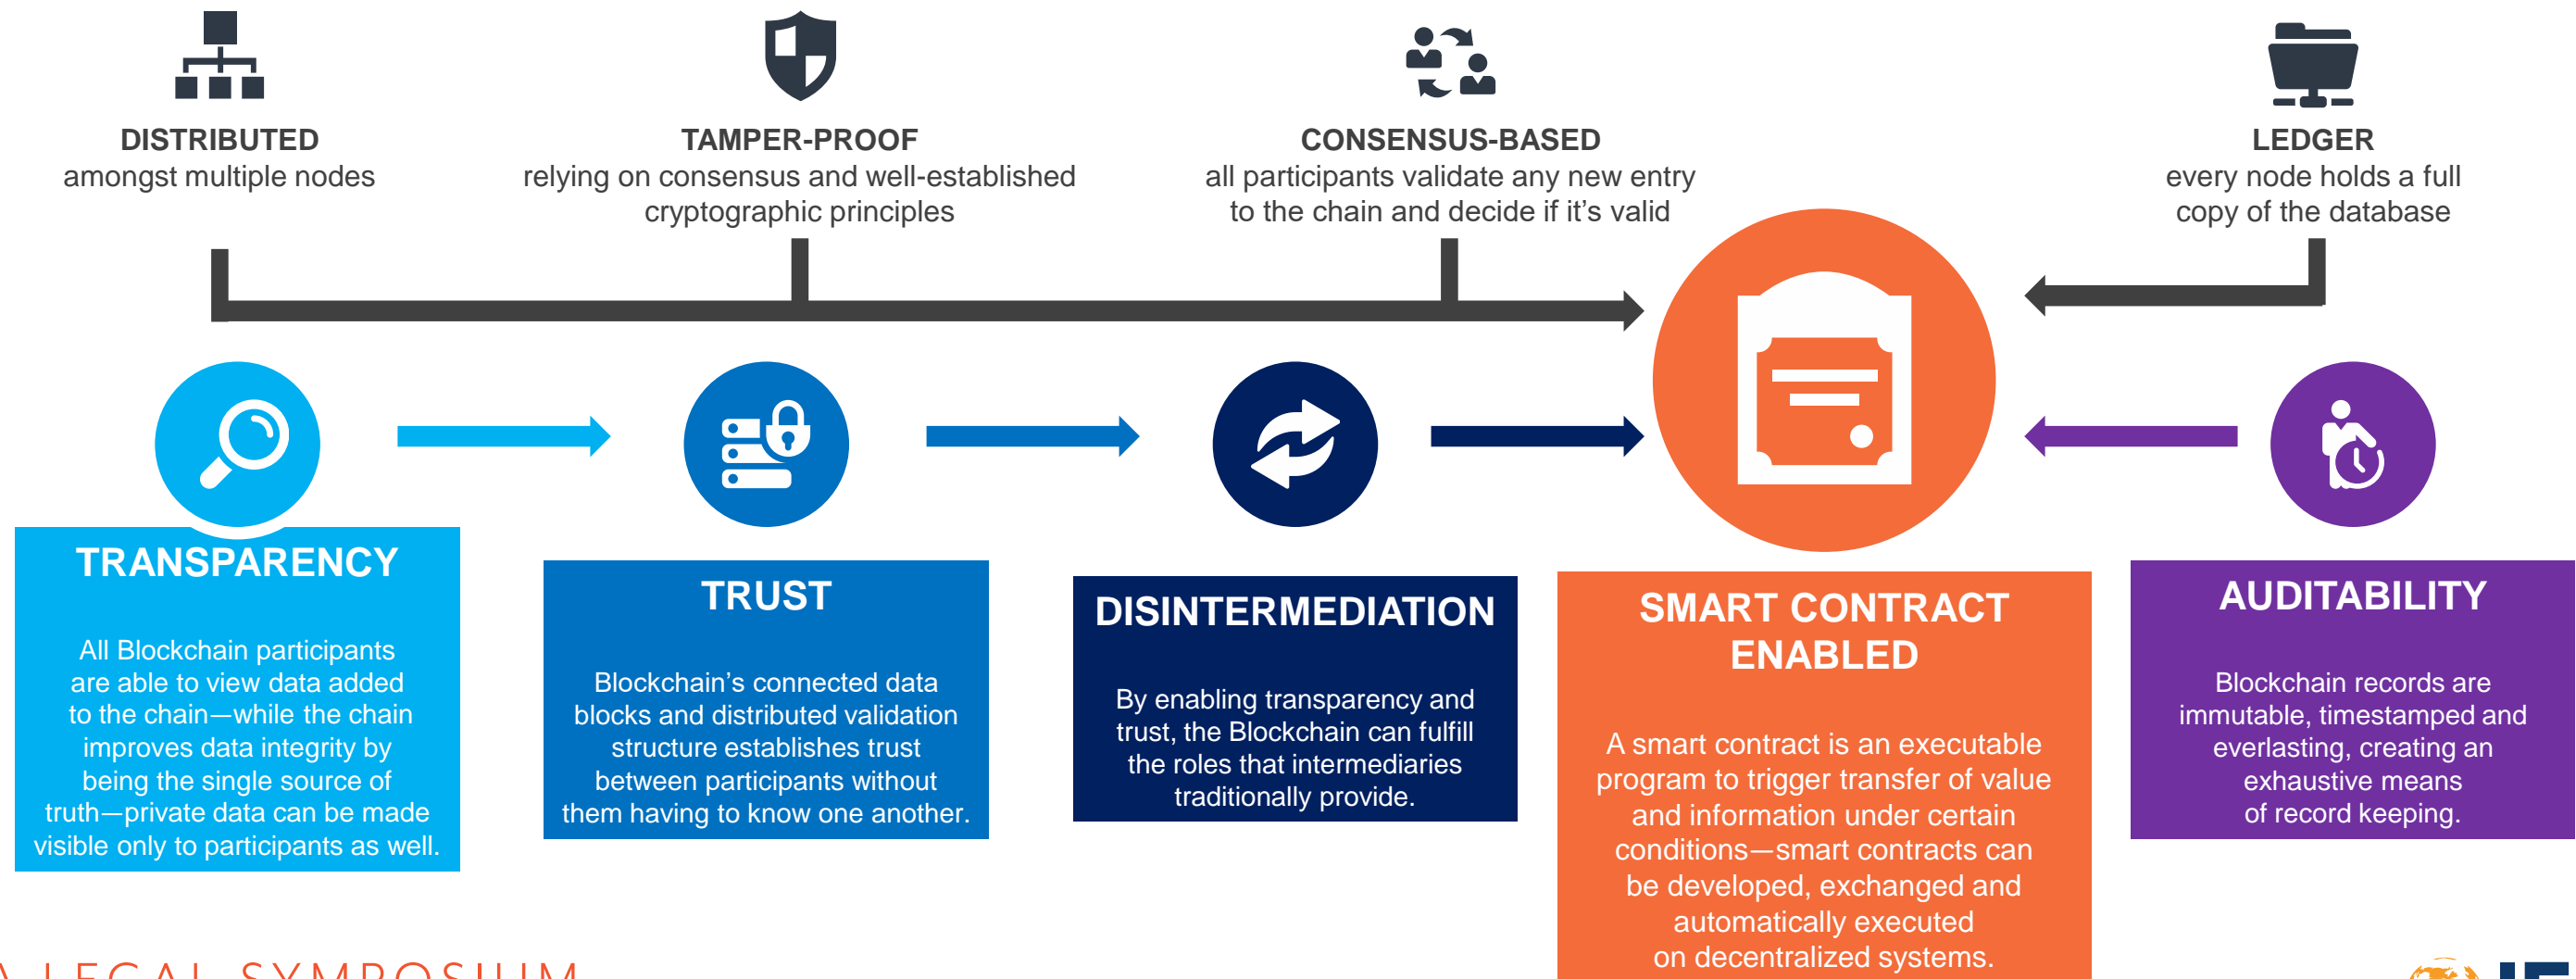 DISTRIBUTED
amongst multiple nodes
TAMPER-PROOF
relying on consensus and well-established
cryptographic principles
CONSENSUS-BASED
all participants validate any new entry
to the chain and decide if it's valid
LEDGER
every node holds a full
copy of the database
TRANSPARENCY
All Blockchain participants
are able to view data added
to the chain—while the chain
improves data integrity by
being the single source of
truth—private data can be made
visible only to participants as well.
TRUST
Blockchain's connected data
blocks and distributed validation
structure establishes trust
between participants without
them having to know one another.
DISINTERMEDIATION
By enabling transparency and
trust, the Blockchain can fulfill
the roles that intermediaries
traditionally provide.
SMART CONTRACT
ENABLED
A smart contract is an executable
program to trigger transfer of value
and information under certain
conditions—smart contracts can
be developed, exchanged and
automatically executed
on decentralized systems.
AUDITABILITY
Blockchain records are
immutable, timestamped and
everlasting, creating an
exhaustive means
of record keeping.
LEGAL SYMPOSIUM